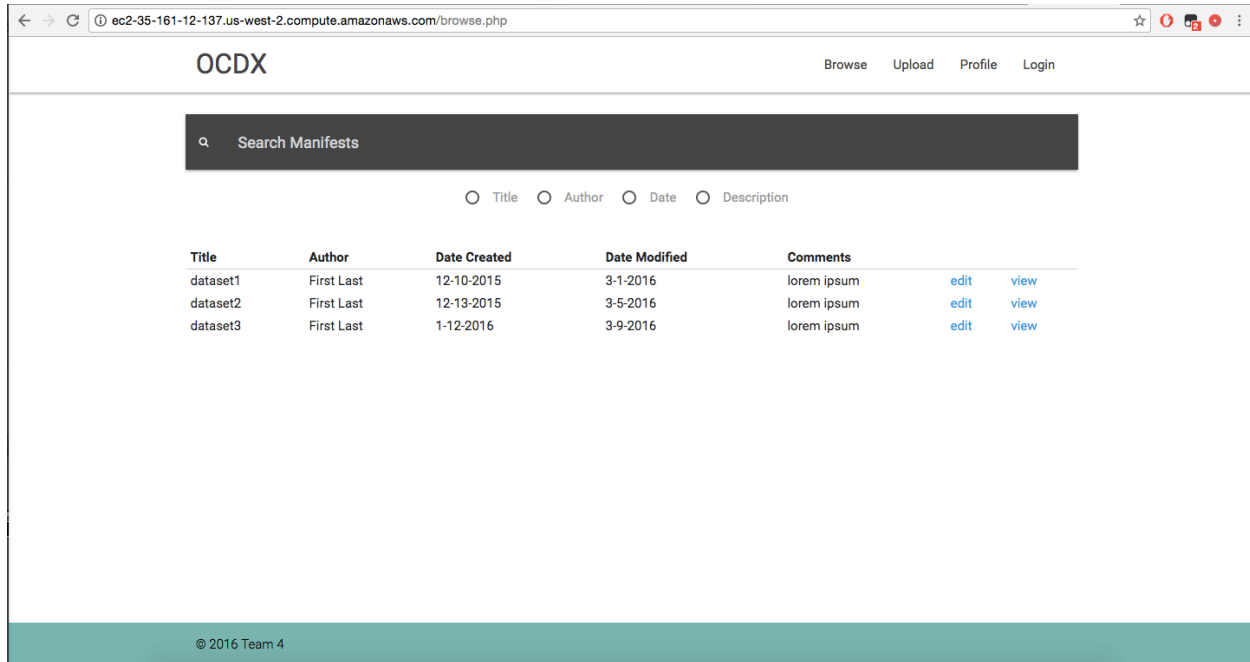 ec2-35-161-12-137.us-west-2.compute.amazonaws.com/browse.php
2
OCDX Browse Upload Profile Login
Search Manifests
Title Author Date Description
Title Author Date Created Date Modified Comments
dataset1 First Last 12-10-2015 3-1-2016 lorem ipsum edit view
dataset2 First Last 12-13-2015 3-5-2016 lorem ipsum edit view
dataset3 First Last 1-12-2016 3-9-2016 lorem ipsum edit view
© 2016 Team 4